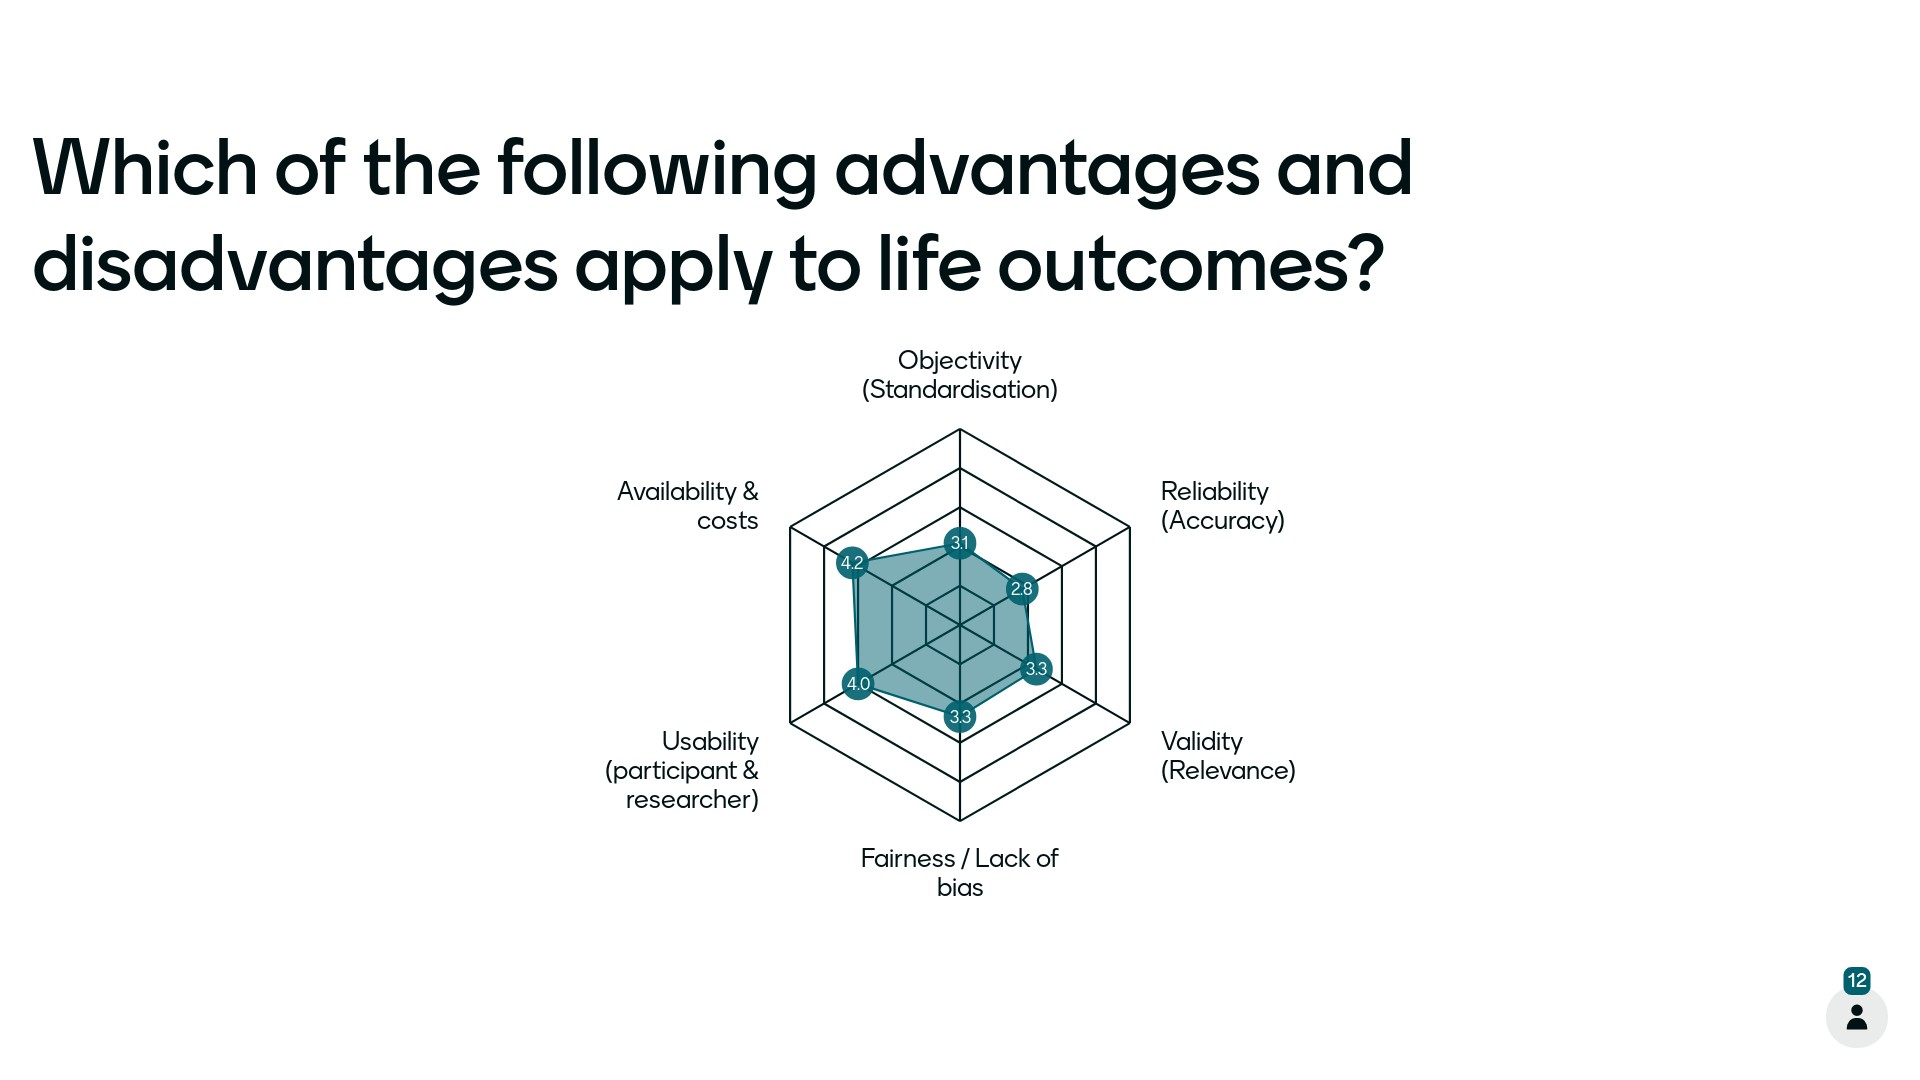 Which of the following advantages and
disadvantages apply to life outcomes?
Objectivity
(Standardisation)
Availability &
costs
Reliability
(Accuracy)
3.1
4.2
2.8
3.3
4.0
3.3
Usability
(participant &
researcher)
Validity
(Relevance)
Fairness / Lack of
bias
12